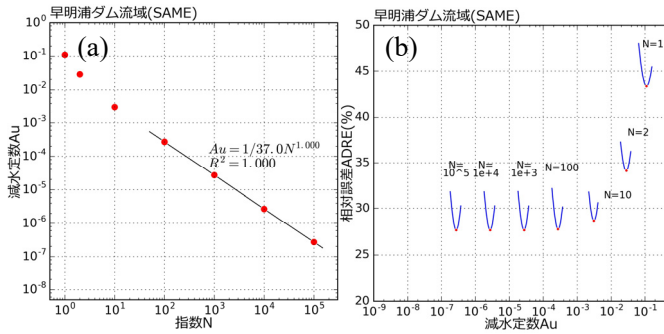 早明浦ダム流域(SAME)
(a)
減水定数Au
10^0
10^-1
10^-2
10^-3
10^-4
10^-5
10^-6
10^-7
10^-8
Au = 1/37.0N^1.000
R^2 = 1.000
10^0 10^1 10^2 10^3 10^4 10^5
指数N
早明浦ダム流域(SAME)
(b)
相対誤差ADRE(%)
50
45
40
35
30
25
20
N=1
N=2
N=10
N−100
N=
1e+3
N=
1e+4
N=
10^5
10^-9 10^-8 10^-7 10^-6 10^-5 10^-4 10^-3 10^-2 10^-1 10^0
減水定数Au